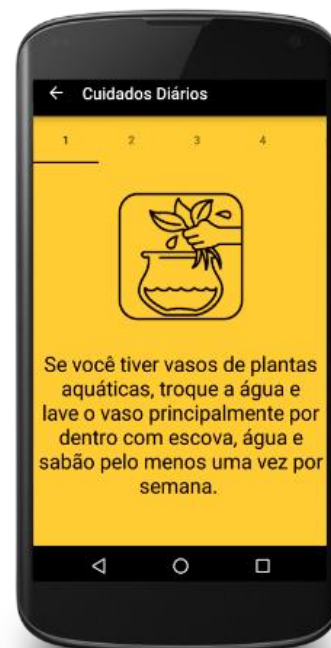 Cuidados Diários
1 2 3 4
Se você tiver vasos de plantas
aquáticas, troque a água e
lave o vaso principalmente por
dentro com escova, água e
sabão pelo menos uma vez por
semana.